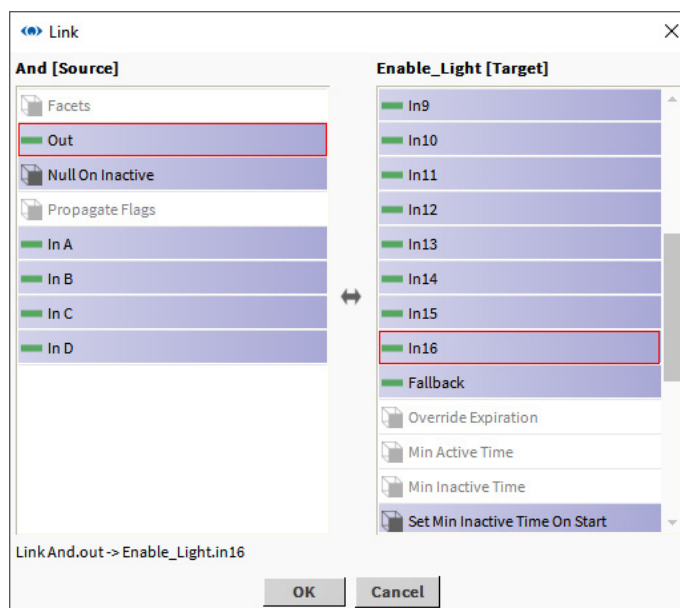 Link
And [Source]
Facets
Out
Null On Inactive
Propagate Flags
In A
In B
In C
In D
Enable_Light [Target]
In9
In10
In11
In12
In13
In14
In15
In16
Fallback
Override Expiration
Min Active Time
Min Inactive Time
Set Min Inactive Time On Start
Link And.out -> Enable_Light.in16
OK
Cancel